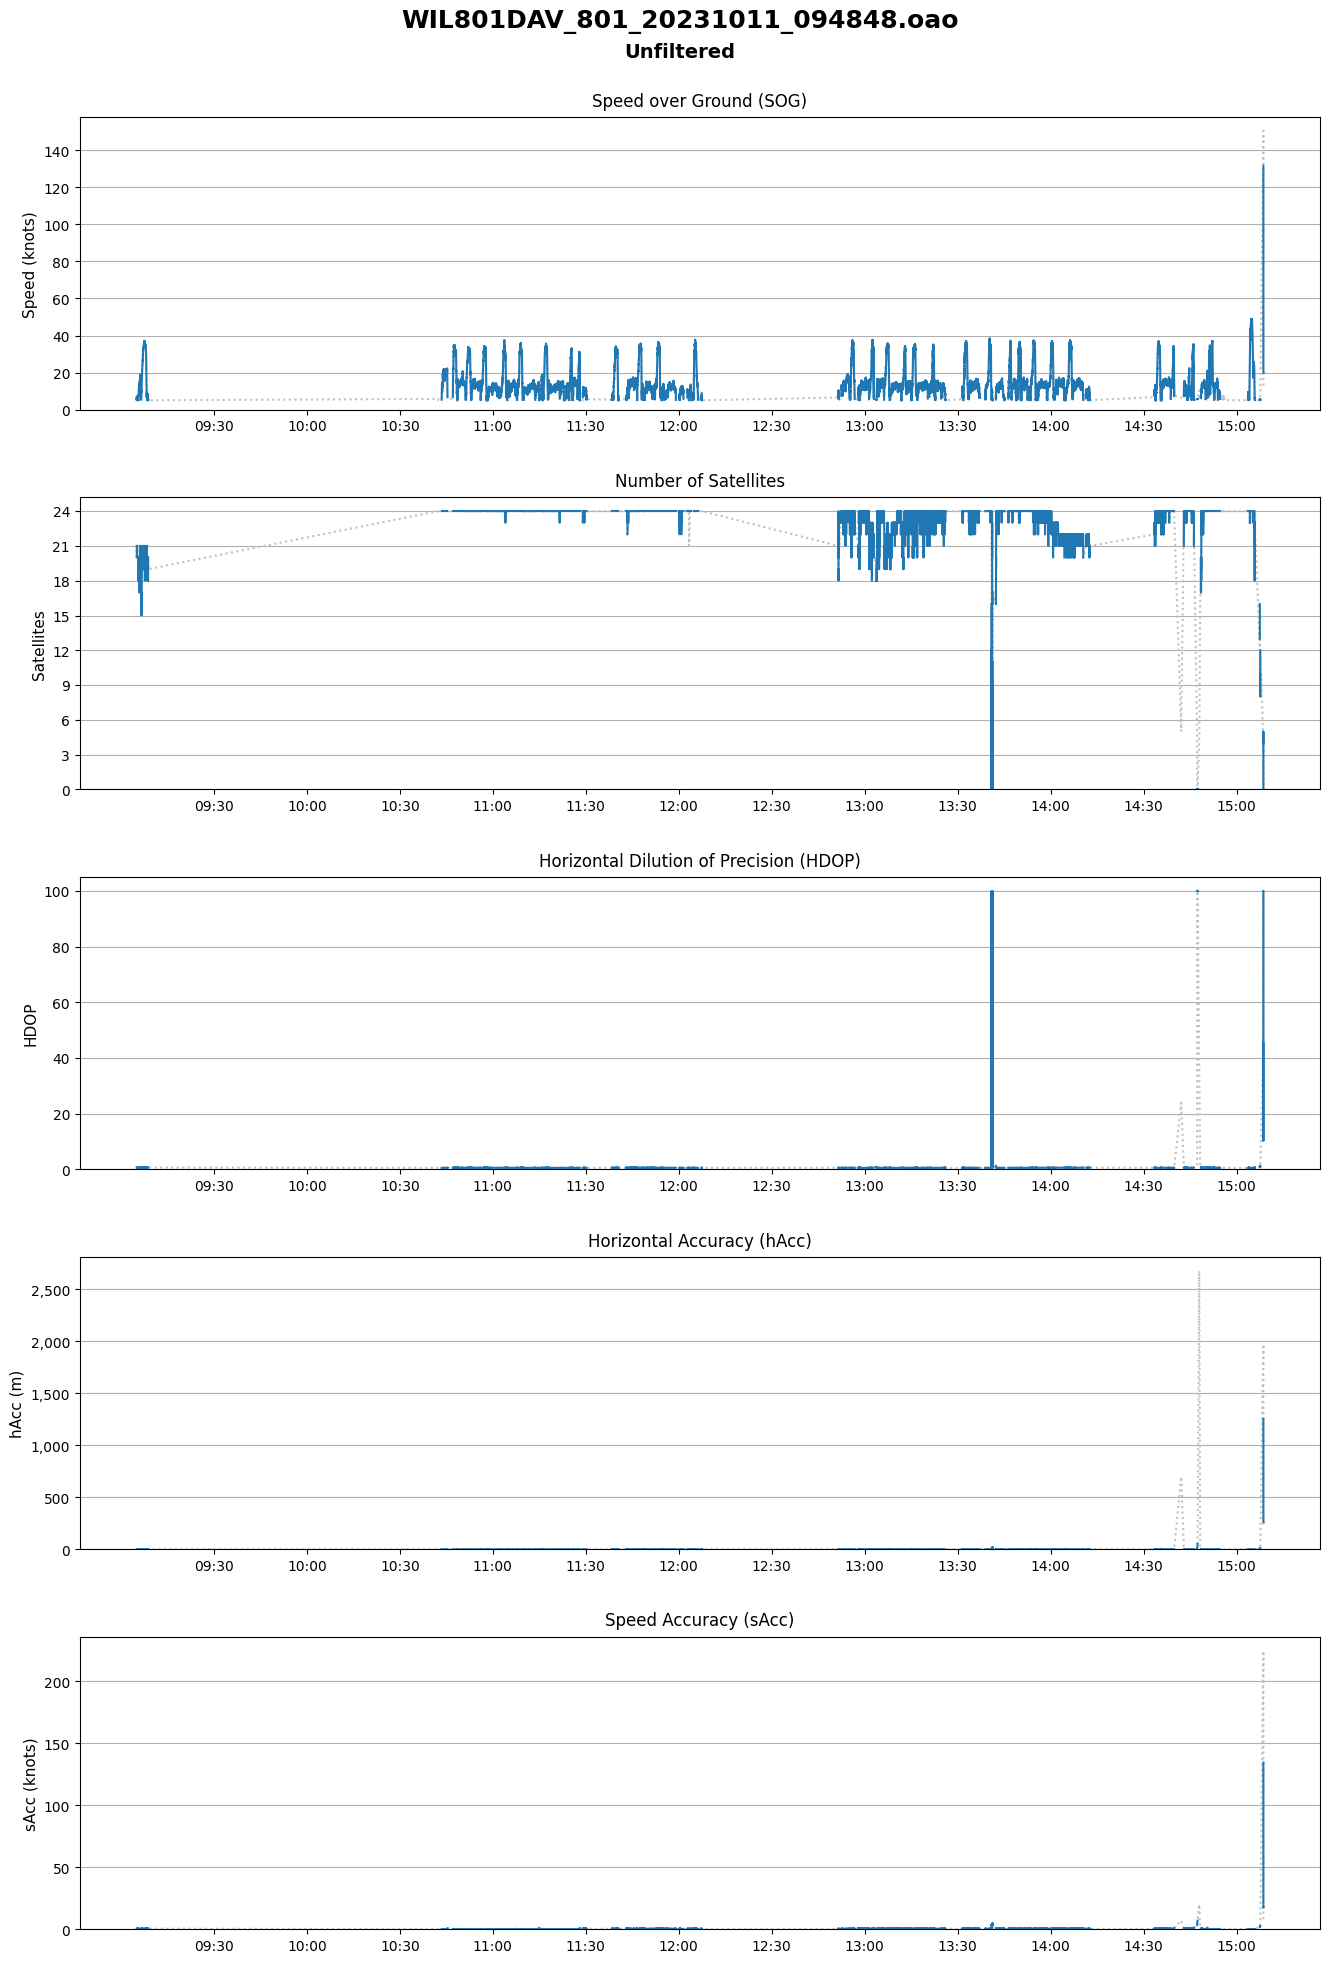 WIL801DAV_801_20231011_094848.oao
Unfiltered
Speed over Ground (SOG)
Speed (knots)
140
120
100
80
60
40
20
0
09:30 10:00 10:30 11:00 11:30 12:00 12:30 13:00 13:30 14:00 14:30 15:00
Number of Satellites
Satellites
24
21
18
15
12
9
6
3
0
09:30 10:00 10:30 11:00 11:30 12:00 12:30 13:00 13:30 14:00 14:30 15:00
Horizontal Dilution of Precision (HDOP)
HDOP
100
80
60
40
20
0
09:30 10:00 10:30 11:00 11:30 12:00 12:30 13:00 13:30 14:00 14:30 15:00
Horizontal Accuracy (hAcc)
hAcc (m)
2,500
2,000
1,500
1,000
500
0
09:30 10:00 10:30 11:00 11:30 12:00 12:30 13:00 13:30 14:00 14:30 15:00
Speed Accuracy (sAcc)
sAcc (knots)
200
150
100
50
0
09:30 10:00 10:30 11:00 11:30 12:00 12:30 13:00 13:30 14:00 14:30 15:00